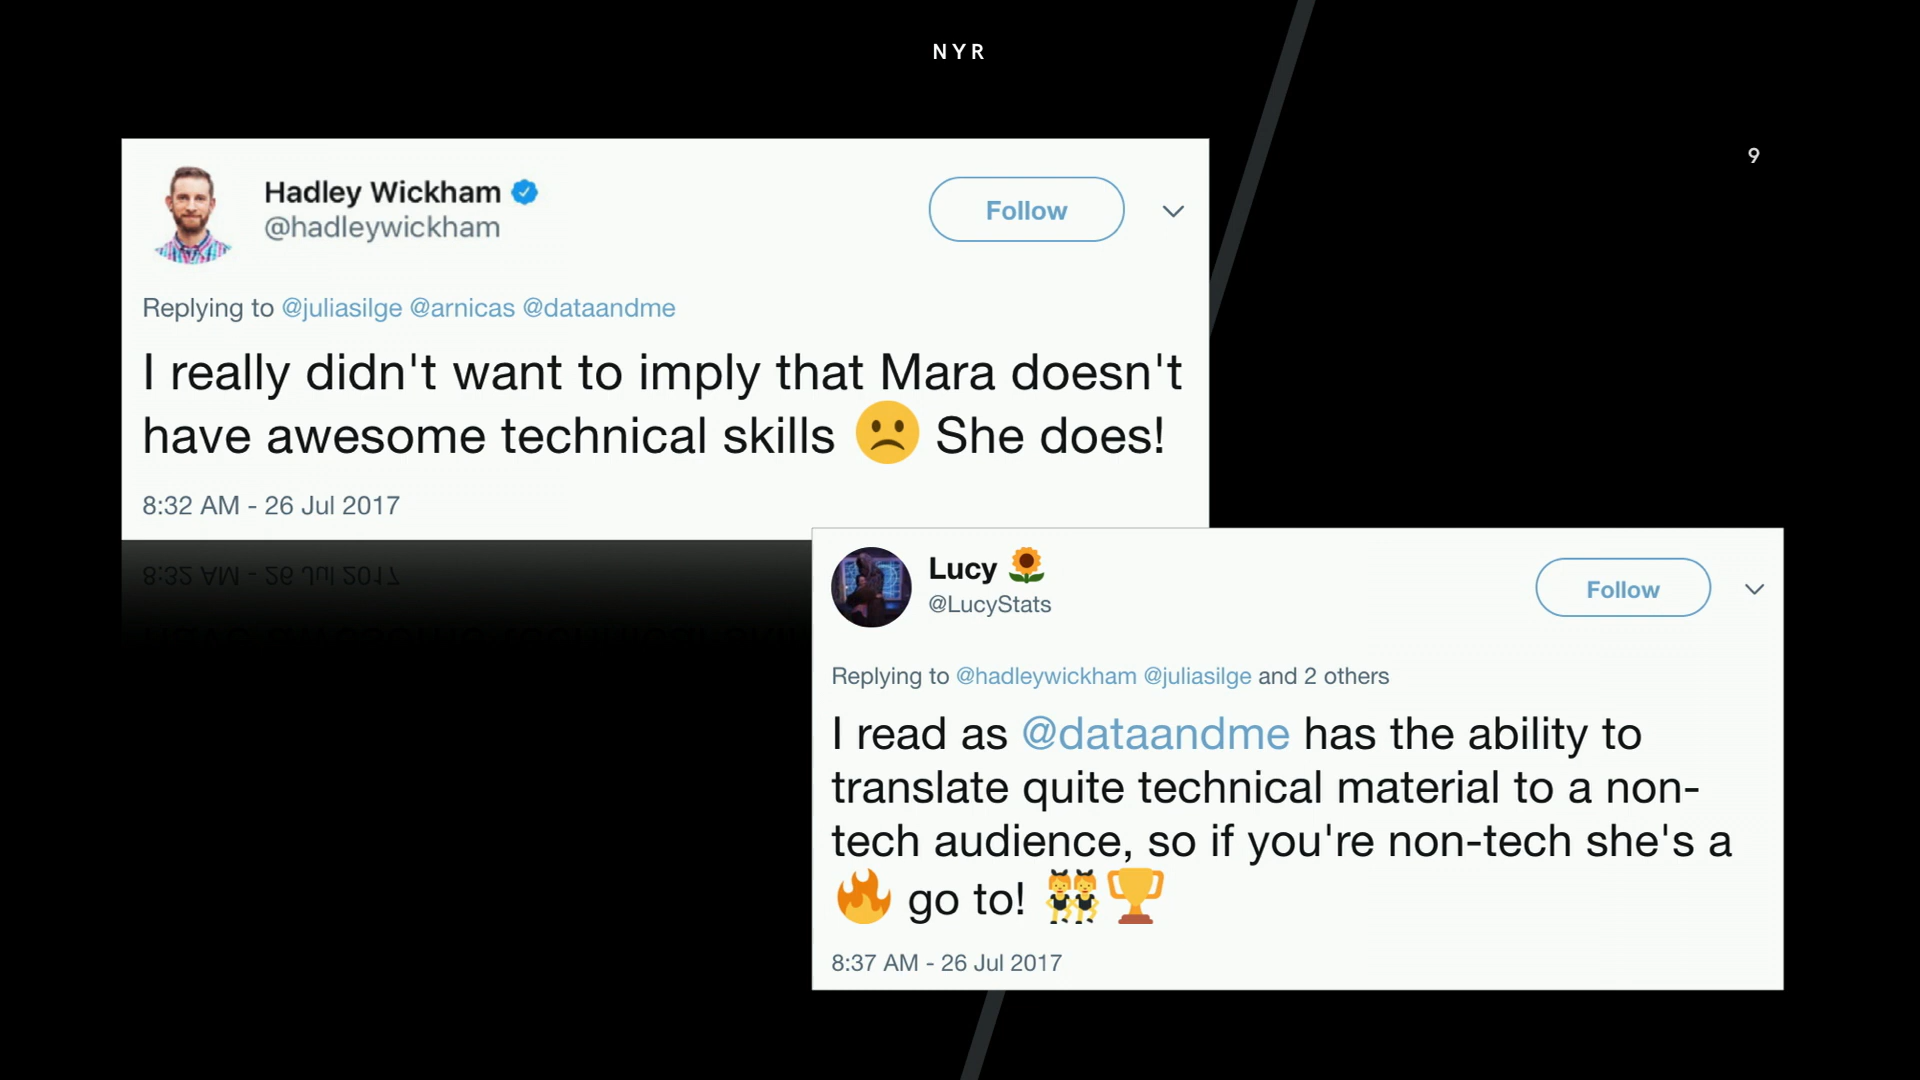 NYR
9
Hadley Wickham
@hadleywickham
Follow
Replying to @juliasilge @arnicas @dataandme
I really didn't want to imply that Mara doesn't
have awesome technical skills 🙁 She does!
8:32 AM - 26 Jul 2017
Lucy 🌻
@LucyStats
Follow
Replying to @hadleywickham @juliasilge and 2 others
I read as @dataandme has the ability to
translate quite technical material to a non-
tech audience, so if you're non-tech she's a
🔥 go to! 👯🏆
8:37 AM - 26 Jul 2017